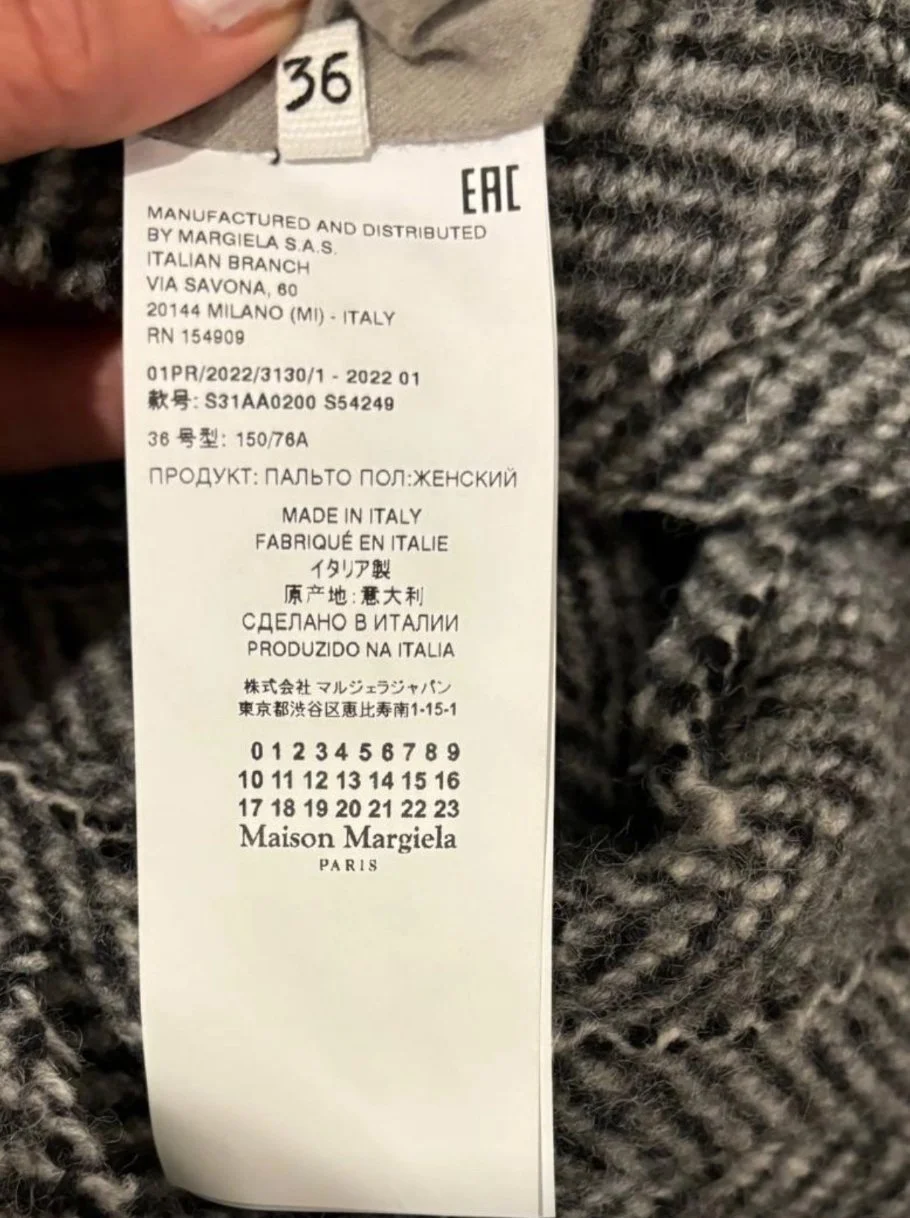 36
EAC
MANUFACTURED AND DISTRIBUTED
BY MARGIELA S.A.S.
ITALIAN BRANCH
VIA SAVONA, 60
20144 MILANO (MI) - ITALY
RN 154909
01PR/2022/3130/1 - 2022 01
款号: S31AA0200 S54249
36 号型: 150/76A
ПРОДУКТ: ПАЛЬТО ПОЛ:ЖЕНСКИЙ
MADE IN ITALY
FABRIQUÉ EN ITALIE
イタリア製
原产地:意大利
СДЕЛАНО В ИТАЛИИ
PRODUZIDO NA ITALIA
株式会社 マルジェラジャパン
東京都渋谷区恵比寿南1-15-1
0 1 2 3 4 5 6 7 8 9
10 11 12 13 14 15 16
17 18 19 20 21 22 23
Maison Margiela
PARIS